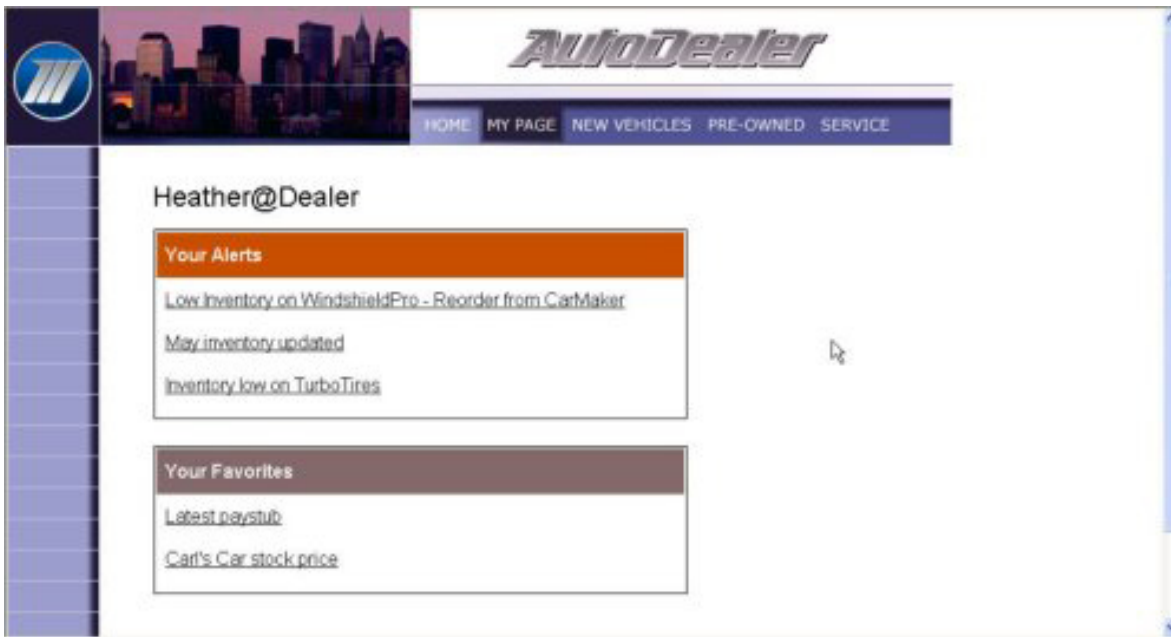 AutoDealer
HOME MY PAGE NEW VEHICLES PRE-OWNED SERVICE
Heather@Dealer
Your Alerts
Low Inventory on WindshieldPro - Reorder from CarMaker
May inventory updated
Inventory low on TurboTires
Your Favorites
Latest paystub
Carl's Car stock price